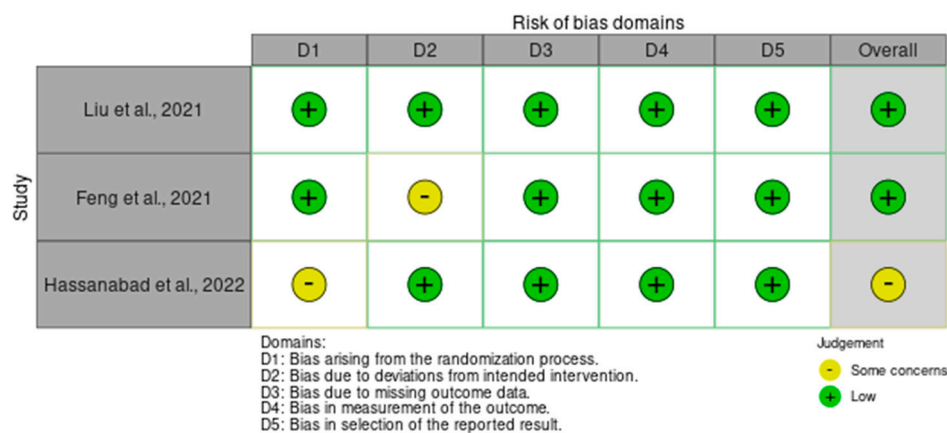 Risk of bias domains
D1 D2 D3 D4 D5 Overall
Study
Liu et al., 2021 + + + + + +
Feng et al., 2021 + - + + + +
Hassanabad et al., 2022 - + + + + -
Domains:
D1: Bias arising from the randomization process.
D2: Bias due to deviations from intended intervention.
D3: Bias due to missing outcome data.
D4: Bias in measurement of the outcome.
D5: Bias in selection of the reported result.
Judgement
- Some concerns
+ Low